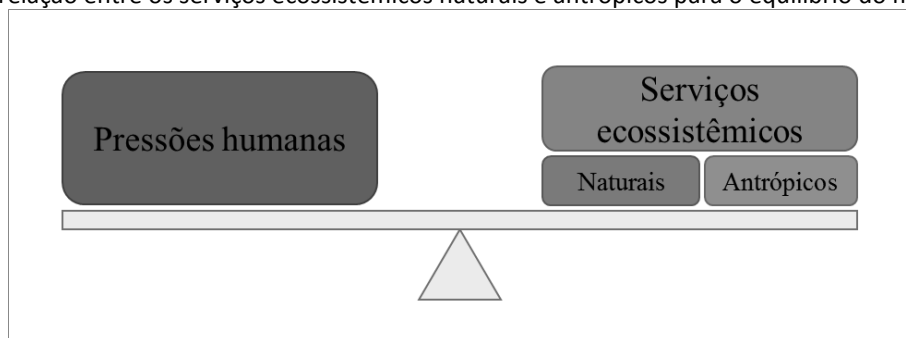 relação entre os serviços ecossistêmicos naturais e antrópicos para o equilíbrio do
Pressões humanas
Serviços
ecossistêmicos
Naturais
Antrópicos